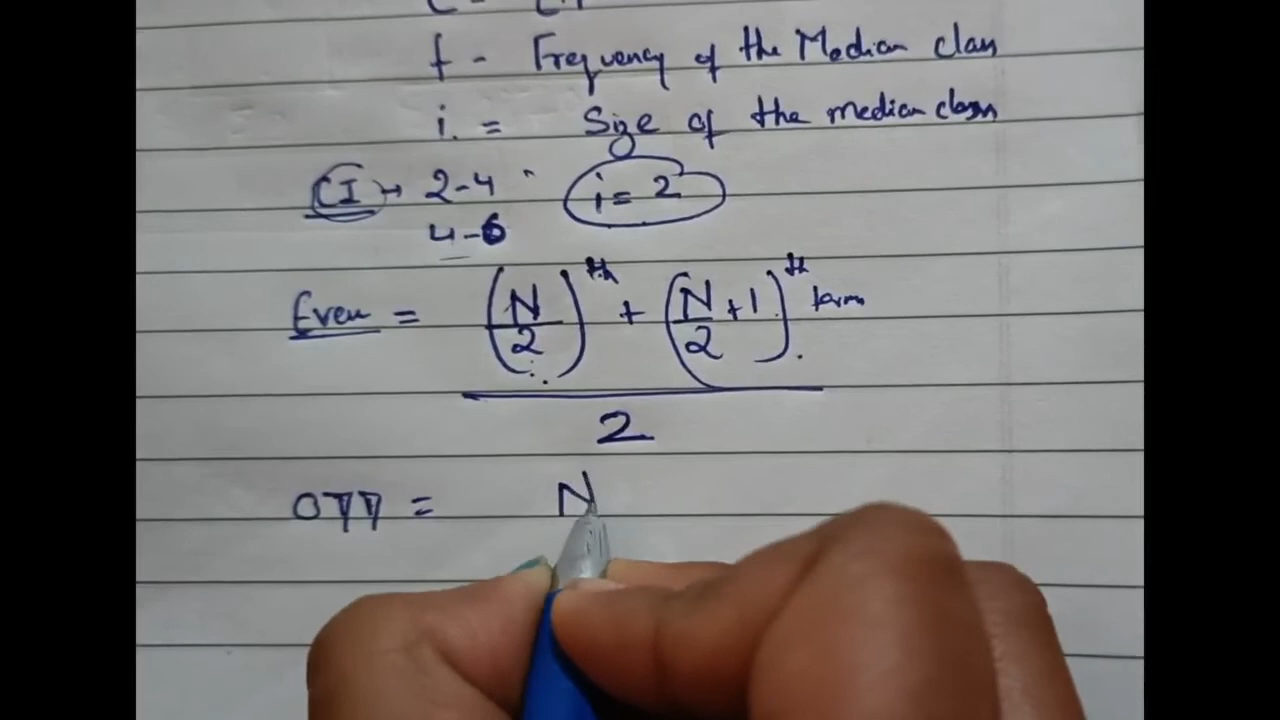 f - Frequency of the Median class
i. = Size of the median class
CI → 2-4 i = 2
4-6
Even = (N/2)th + (N/2 +1)th term
2
ODD = N